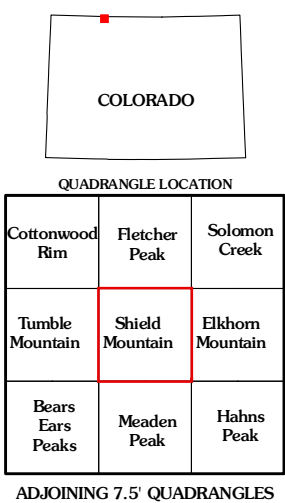 COLORADO
QUADRANGLE LOCATION
Cottonwood
Rim
Fletcher
Peak
Solomon
Creek
Tumble
Mountain
Shield
Mountain
Elkhorn
Mountain
Bears
Ears
Peaks
Meaden
Peak
Hahns
Peak
ADJOINING 7.5' QUADRANGLES